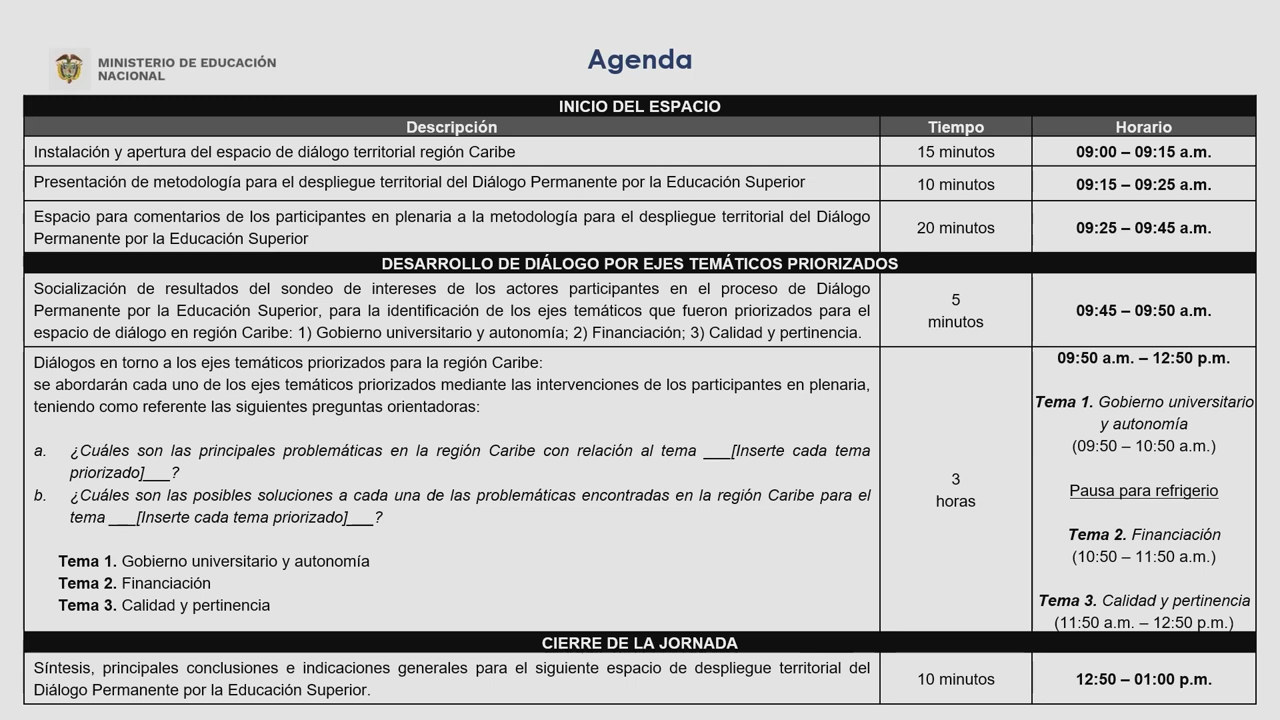 MINISTERIO DE EDUCACIÓN
NACIONAL
Agenda
INICIO DEL ESPACIO
Descripción Tiempo Horario
Instalación y apertura del espacio de diálogo territorial región Caribe 15 minutos 09:00 – 09:15 a.m.
Presentación de metodología para el despliegue territorial del Diálogo Permanente por la Educación Superior 10 minutos 09:15 – 09:25 a.m.
Espacio para comentarios de los participantes en plenaria a la metodología para el despliegue territorial del Diálogo
Permanente por la Educación Superior
20 minutos 09:25 – 09:45 a.m.
DESARROLLO DE DIÁLOGO POR EJES TEMÁTICOS PRIORIZADOS
Socialización de resultados del sondeo de intereses de los actores participantes en el proceso de Diálogo
Permanente por la Educación Superior, para la identificación de los ejes temáticos que fueron priorizados para el
espacio de diálogo en región Caribe: 1) Gobierno universitario y autonomía; 2) Financiación; 3) Calidad y pertinencia.
5
minutos
09:45 – 09:50 a.m.
Diálogos en torno a los ejes temáticos priorizados para la región Caribe:
se abordarán cada uno de los ejes temáticos priorizados mediante las intervenciones de los participantes en plenaria,
teniendo como referente las siguientes preguntas orientadoras:
a. ¿Cuáles son las principales problemáticas en la región Caribe con relación al tema ___[Inserte cada tema
priorizado]___?
b. ¿Cuáles son las posibles soluciones a cada una de las problemáticas encontradas en la región Caribe para el
tema ___[Inserte cada tema priorizado]___?
Tema 1. Gobierno universitario y autonomía
Tema 2. Financiación
Tema 3. Calidad y pertinencia
3
horas
09:50 a.m. – 12:50 p.m.
Tema 1. Gobierno universitario
y autonomía
(09:50 – 10:50 a.m.)
Pausa para refrigerio
Tema 2. Financiación
(10:50 – 11:50 a.m.)
Tema 3. Calidad y pertinencia
(11:50 a.m. – 12:50 p.m.)
CIERRE DE LA JORNADA
Síntesis, principales conclusiones e indicaciones generales para el siguiente espacio de despliegue territorial del
Diálogo Permanente por la Educación Superior.
10 minutos 12:50 – 01:00 p.m.